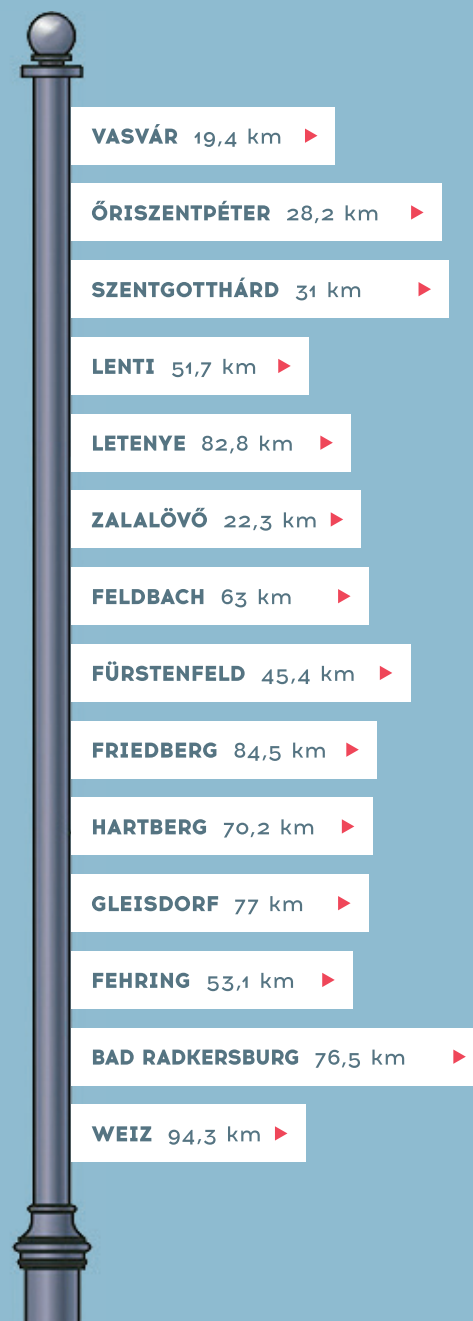 VASVÁR 19,4 km
ŐRISZENTPÉTER 28,2 km
SZENTGOTTHÁRD 31 km
LENTI 51,7 km
LETENYE 82,8 km
ZALALÖVŐ 22,3 km
FELDBACH 63 km
FÜRSTENFELD 45,4 km
FRIEDBERG 84,5 km
HARTBERG 70,2 km
GLEISDORF 77 km
FEHRING 53,1 km
BAD RADKERSBURG 76,5 km
WEIZ 94,3 km